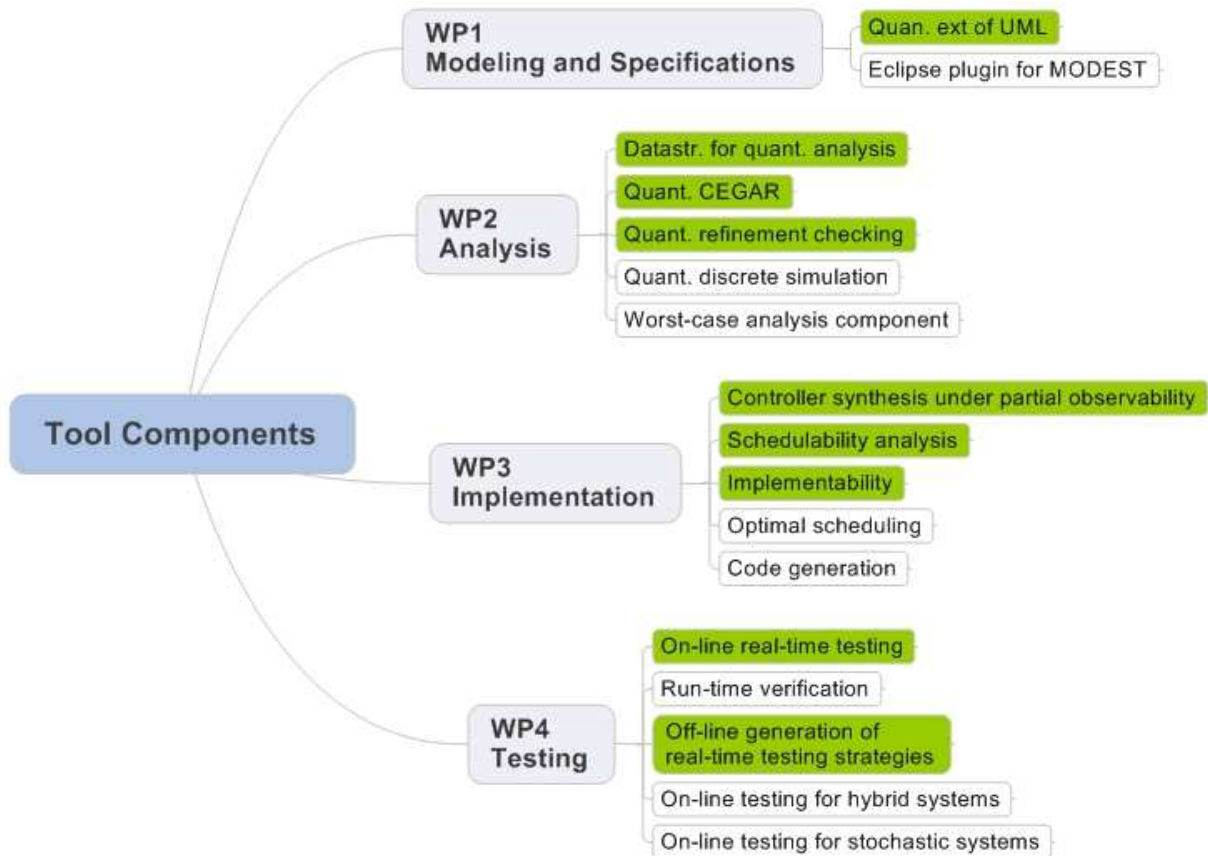 WP1
Modeling and Specifications
Quan. ext of UML
Eclipse plugin for MODEST
WP2
Analysis
Datastr. for quant. analysis
Quant. CEGAR
Quant. refinement checking
Quant. discrete simulation
Worst-case analysis component
Tool Components
WP3
Implementation
Controller synthesis under partial observability
Schedulability analysis
Implementability
Optimal scheduling
Code generation
WP4
Testing
On-line real-time testing
Run-time verification
Off-line generation of
real-time testing strategies
On-line testing for hybrid systems
On-line testing for stochastic systems